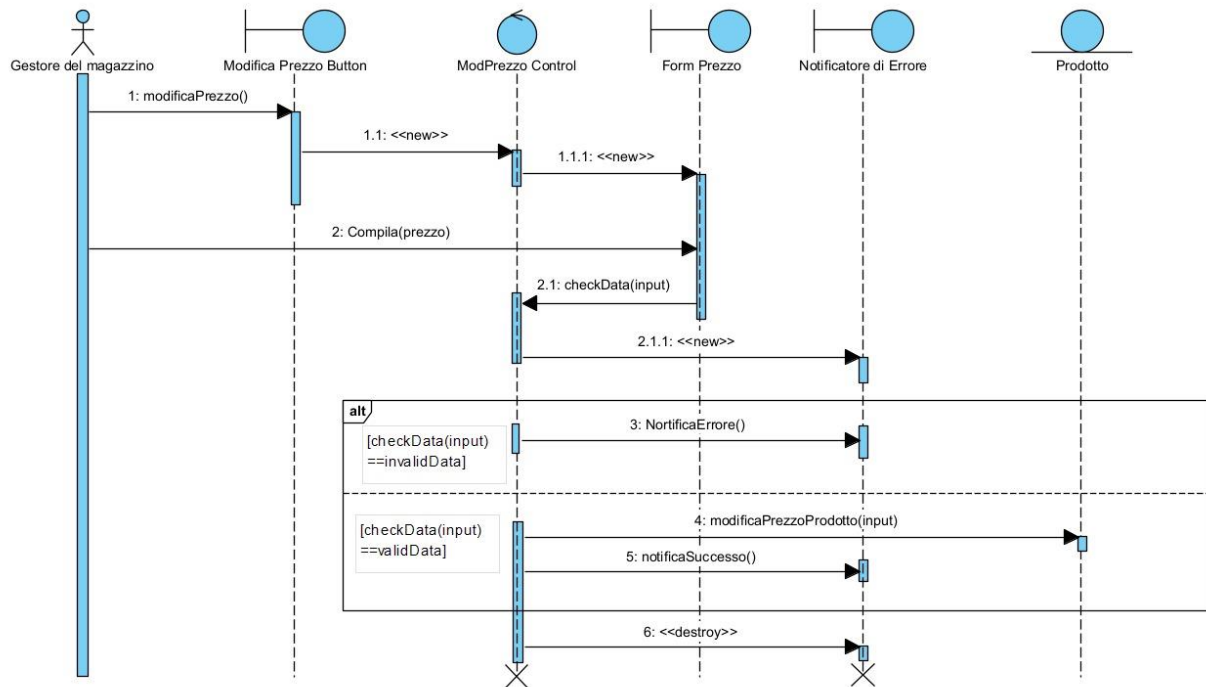 Gestore del magazzino
Modifica Prezzo Button
ModPrezzo Control
Form Prezzo
Notificatore di Errore
Prodotto
1: modificaPrezzo()
1.1: <<new>>
1.1.1: <<new>>
2: Compila(prezzo)
2.1: checkData(input)
2.1.1: <<new>>
alt
[checkData(input)
==invalidData]
3: NortificaErrore()
[checkData(input)
==validData]
4: modificaPrezzoProdotto(input)
5: notificaSuccesso()
6: <<destroy>>